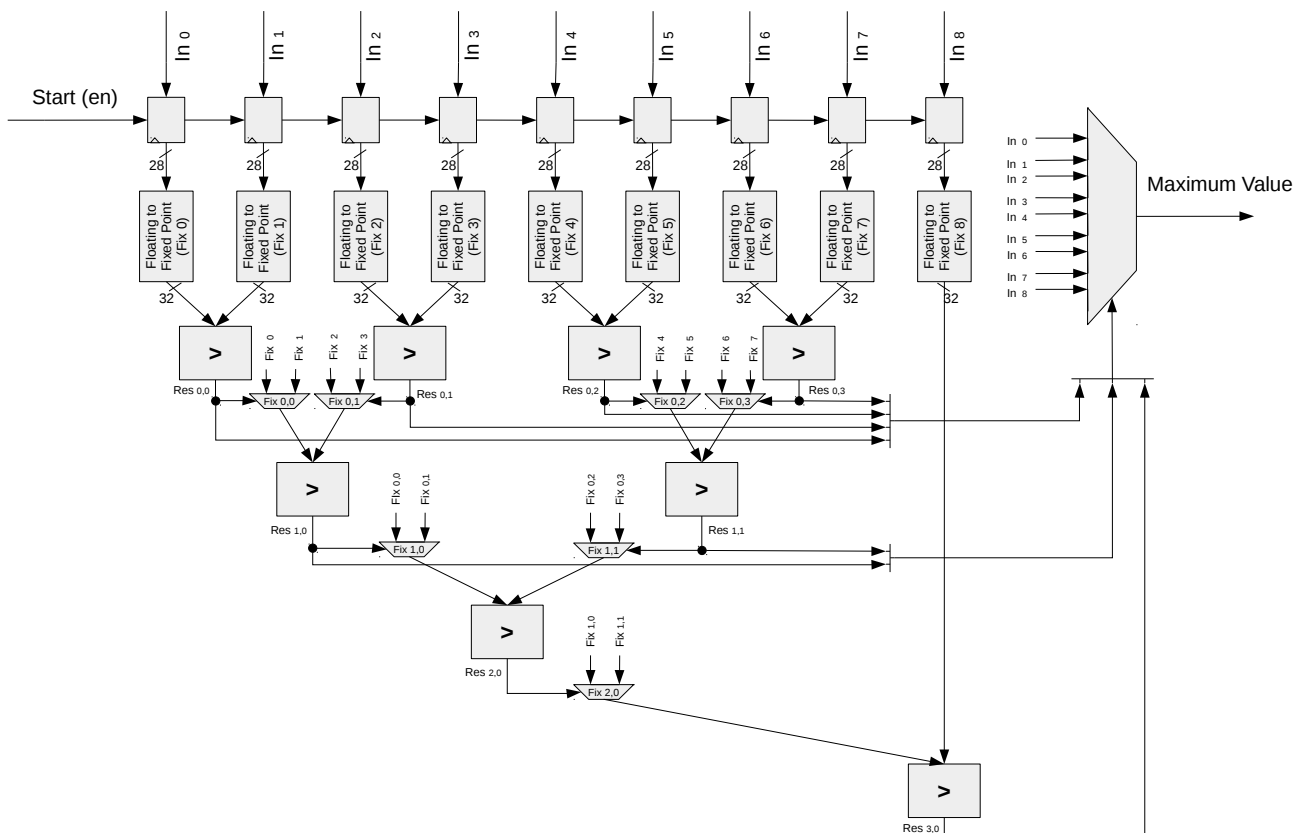 In 0 In 1 In 2 In 3 In 4 In 5 In 6 In 7 In 8
Start (en)
28 28 28 28 28 28 28 28 28
In 0
In 1
In 2
In 3
In 4
In 5
In 6
In 7
In 8
Maximum Value
Floating to Fixed Point (Fix 0)
Floating to Fixed Point (Fix 1)
Floating to Fixed Point (Fix 2)
Floating to Fixed Point (Fix 3)
Floating to Fixed Point (Fix 4)
Floating to Fixed Point (Fix 5)
Floating to Fixed Point (Fix 6)
Floating to Fixed Point (Fix 7)
Floating to Fixed Point (Fix 8)
32 32 32 32 32 32 32 32 32
> > > >
Fix 0 Fix 1 Fix 2 Fix 3 Fix 4 Fix 5 Fix 6 Fix 7
Res 0,0 Res 0,1 Res 0,2 Res 0,3
Fix 0,0 Fix 0,1 Fix 0,2 Fix 0,3
> >
FIx 0,0 Fix 0,1 Fix 0,2 Fix 0,3
Res 1,0 Res 1,1
Fix 1,0 Fix 1,1
>
Fix 1,0 Fix 1,1
Res 2,0
Fix 2,0
>
Res 3,0